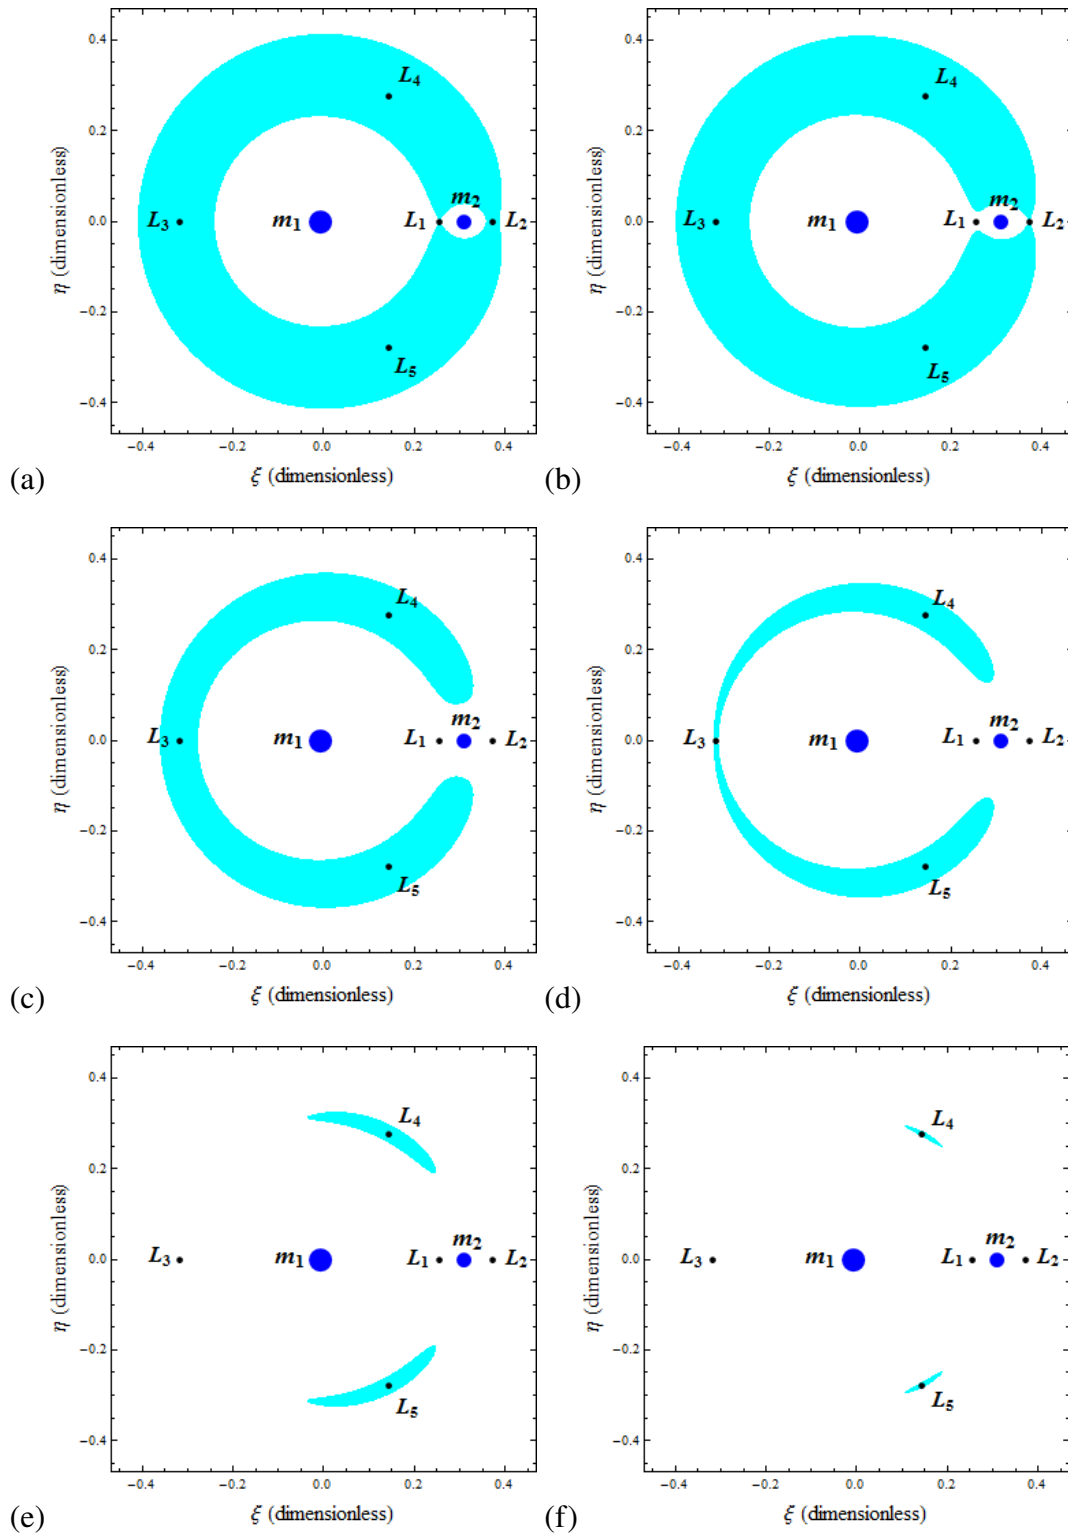 0.4
0.2
0.0
−0.2
−0.4
−0.4 −0.2 0.0 0.2 0.4
η (dimensionless)
ξ (dimensionless)
L4
L3 m1 L1 m2 L2
L5
(a)
0.4
0.2
0.0
−0.2
−0.4
−0.4 −0.2 0.0 0.2 0.4
η (dimensionless)
ξ (dimensionless)
L4
L3 m1 L1 m2 L2
L5
(b)
0.4
0.2
0.0
−0.2
−0.4
−0.4 −0.2 0.0 0.2 0.4
η (dimensionless)
ξ (dimensionless)
L4
L3 m1 L1 m2 L2
L5
(c)
0.4
0.2
0.0
−0.2
−0.4
−0.4 −0.2 0.0 0.2 0.4
η (dimensionless)
ξ (dimensionless)
L4
L3 m1 L1 m2 L2
L5
(d)
0.4
0.2
0.0
−0.2
−0.4
−0.4 −0.2 0.0 0.2 0.4
η (dimensionless)
ξ (dimensionless)
L4
L3 m1 L1 m2 L2
L5
(e)
0.4
0.2
0.0
−0.2
−0.4
−0.4 −0.2 0.0 0.2 0.4
η (dimensionless)
ξ (dimensionless)
L4
L3 m1 L1 m2 L2
L5
(f)